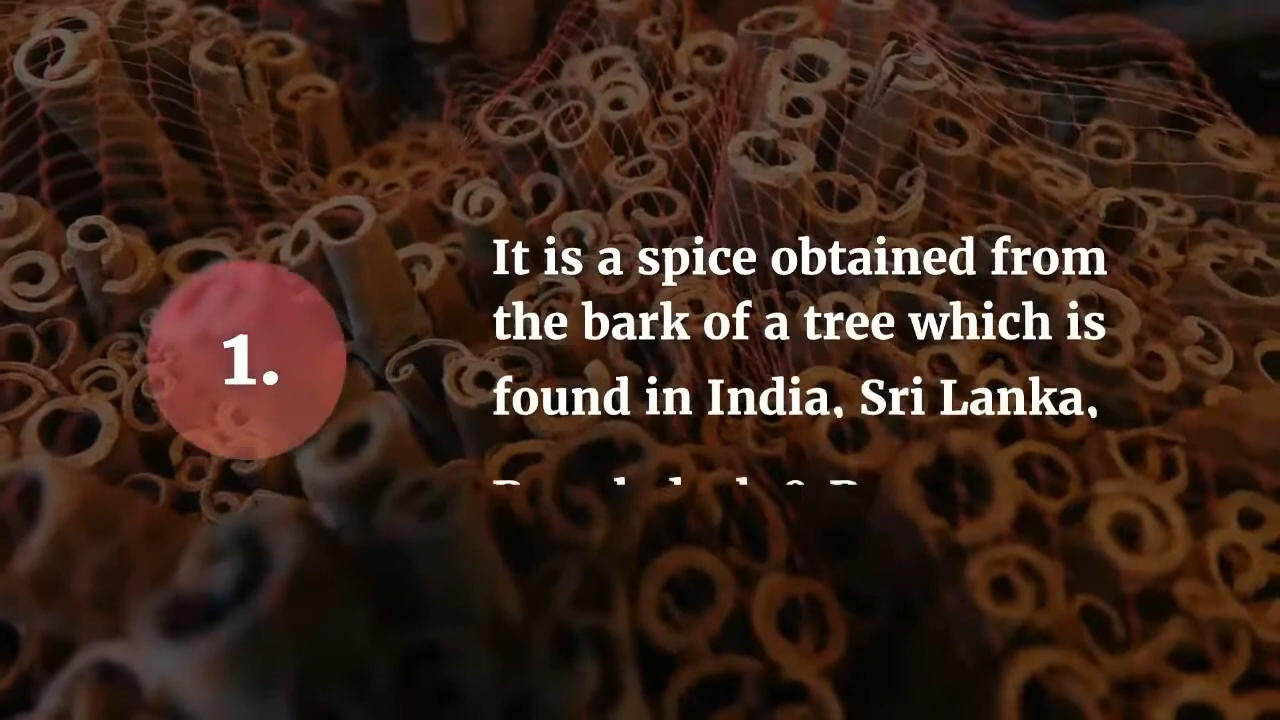 1.
It is a spice obtained from
the bark of a tree which is
found in India, Sri Lanka,